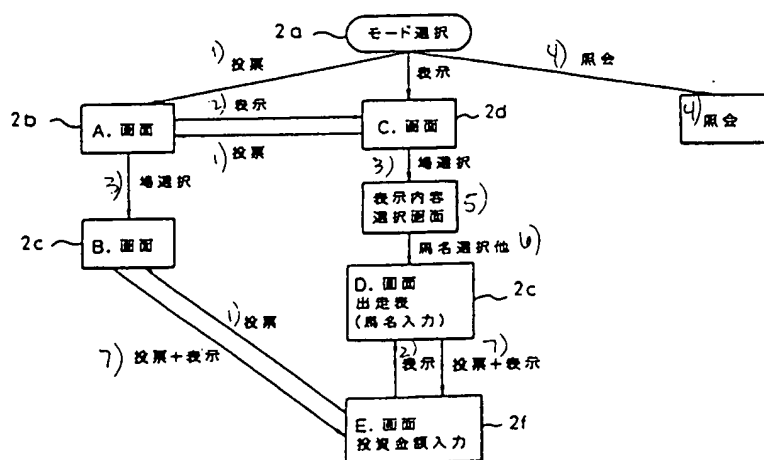 2a
モード選択
1) 投票
表示
4) 照会
2b
A. 画面
2) 表示
1) 投票
C. 画面
2d
4) 照会
3) 場選択
3) 場選択
表示内容
選択画面
5)
2c
B. 画面
馬名選択他 6)
D. 画面
出走表
(馬名入力)
2c
1) 投票
7) 投票+表示
2) 表示
7) 投票+表示
E. 画面
投資金額入力
2f